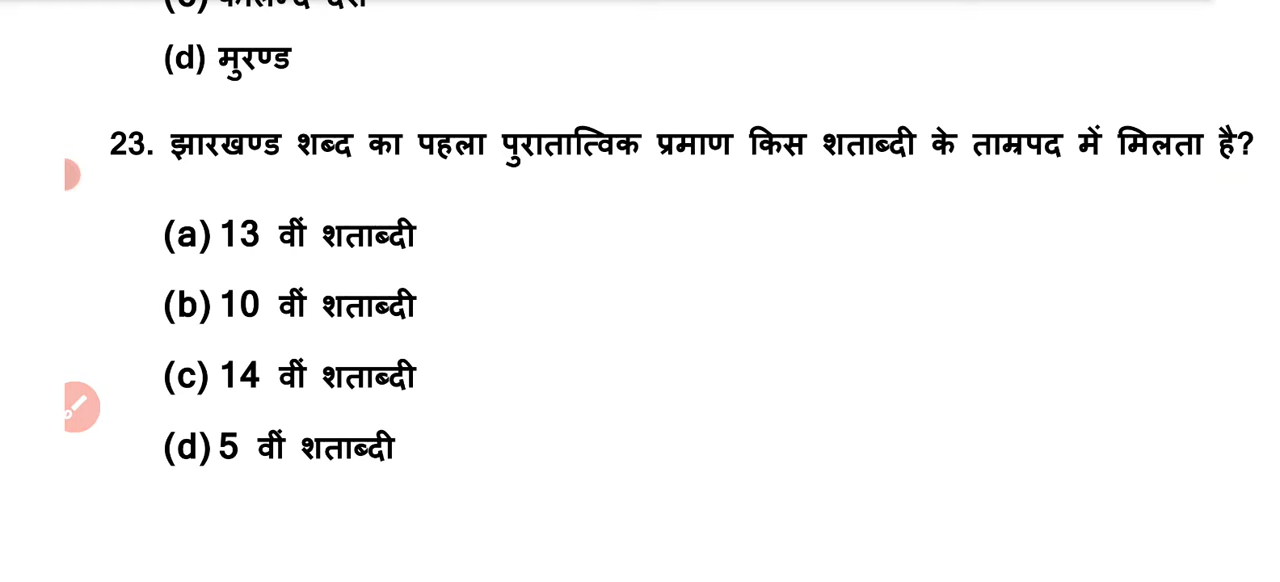 (d) मुरण्ड
23. झारखण्ड शब्द का पहला पुरातात्विक प्रमाण किस शताब्दी के ताम्रपद में मिलता है?
(a) 13 वीं शताब्दी
(b) 10 वीं शताब्दी
(c) 14 वीं शताब्दी
(d) 5 वीं शताब्दी